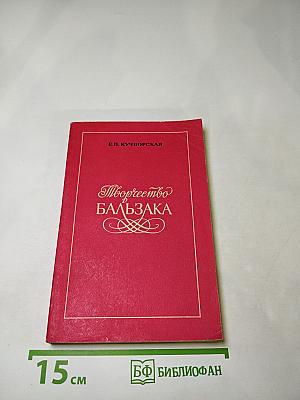 Е.П. КУЧБОРСКАЯ
Творчество
БАЛЬЗАКА
15 см
БФ БИБЛИОФАН